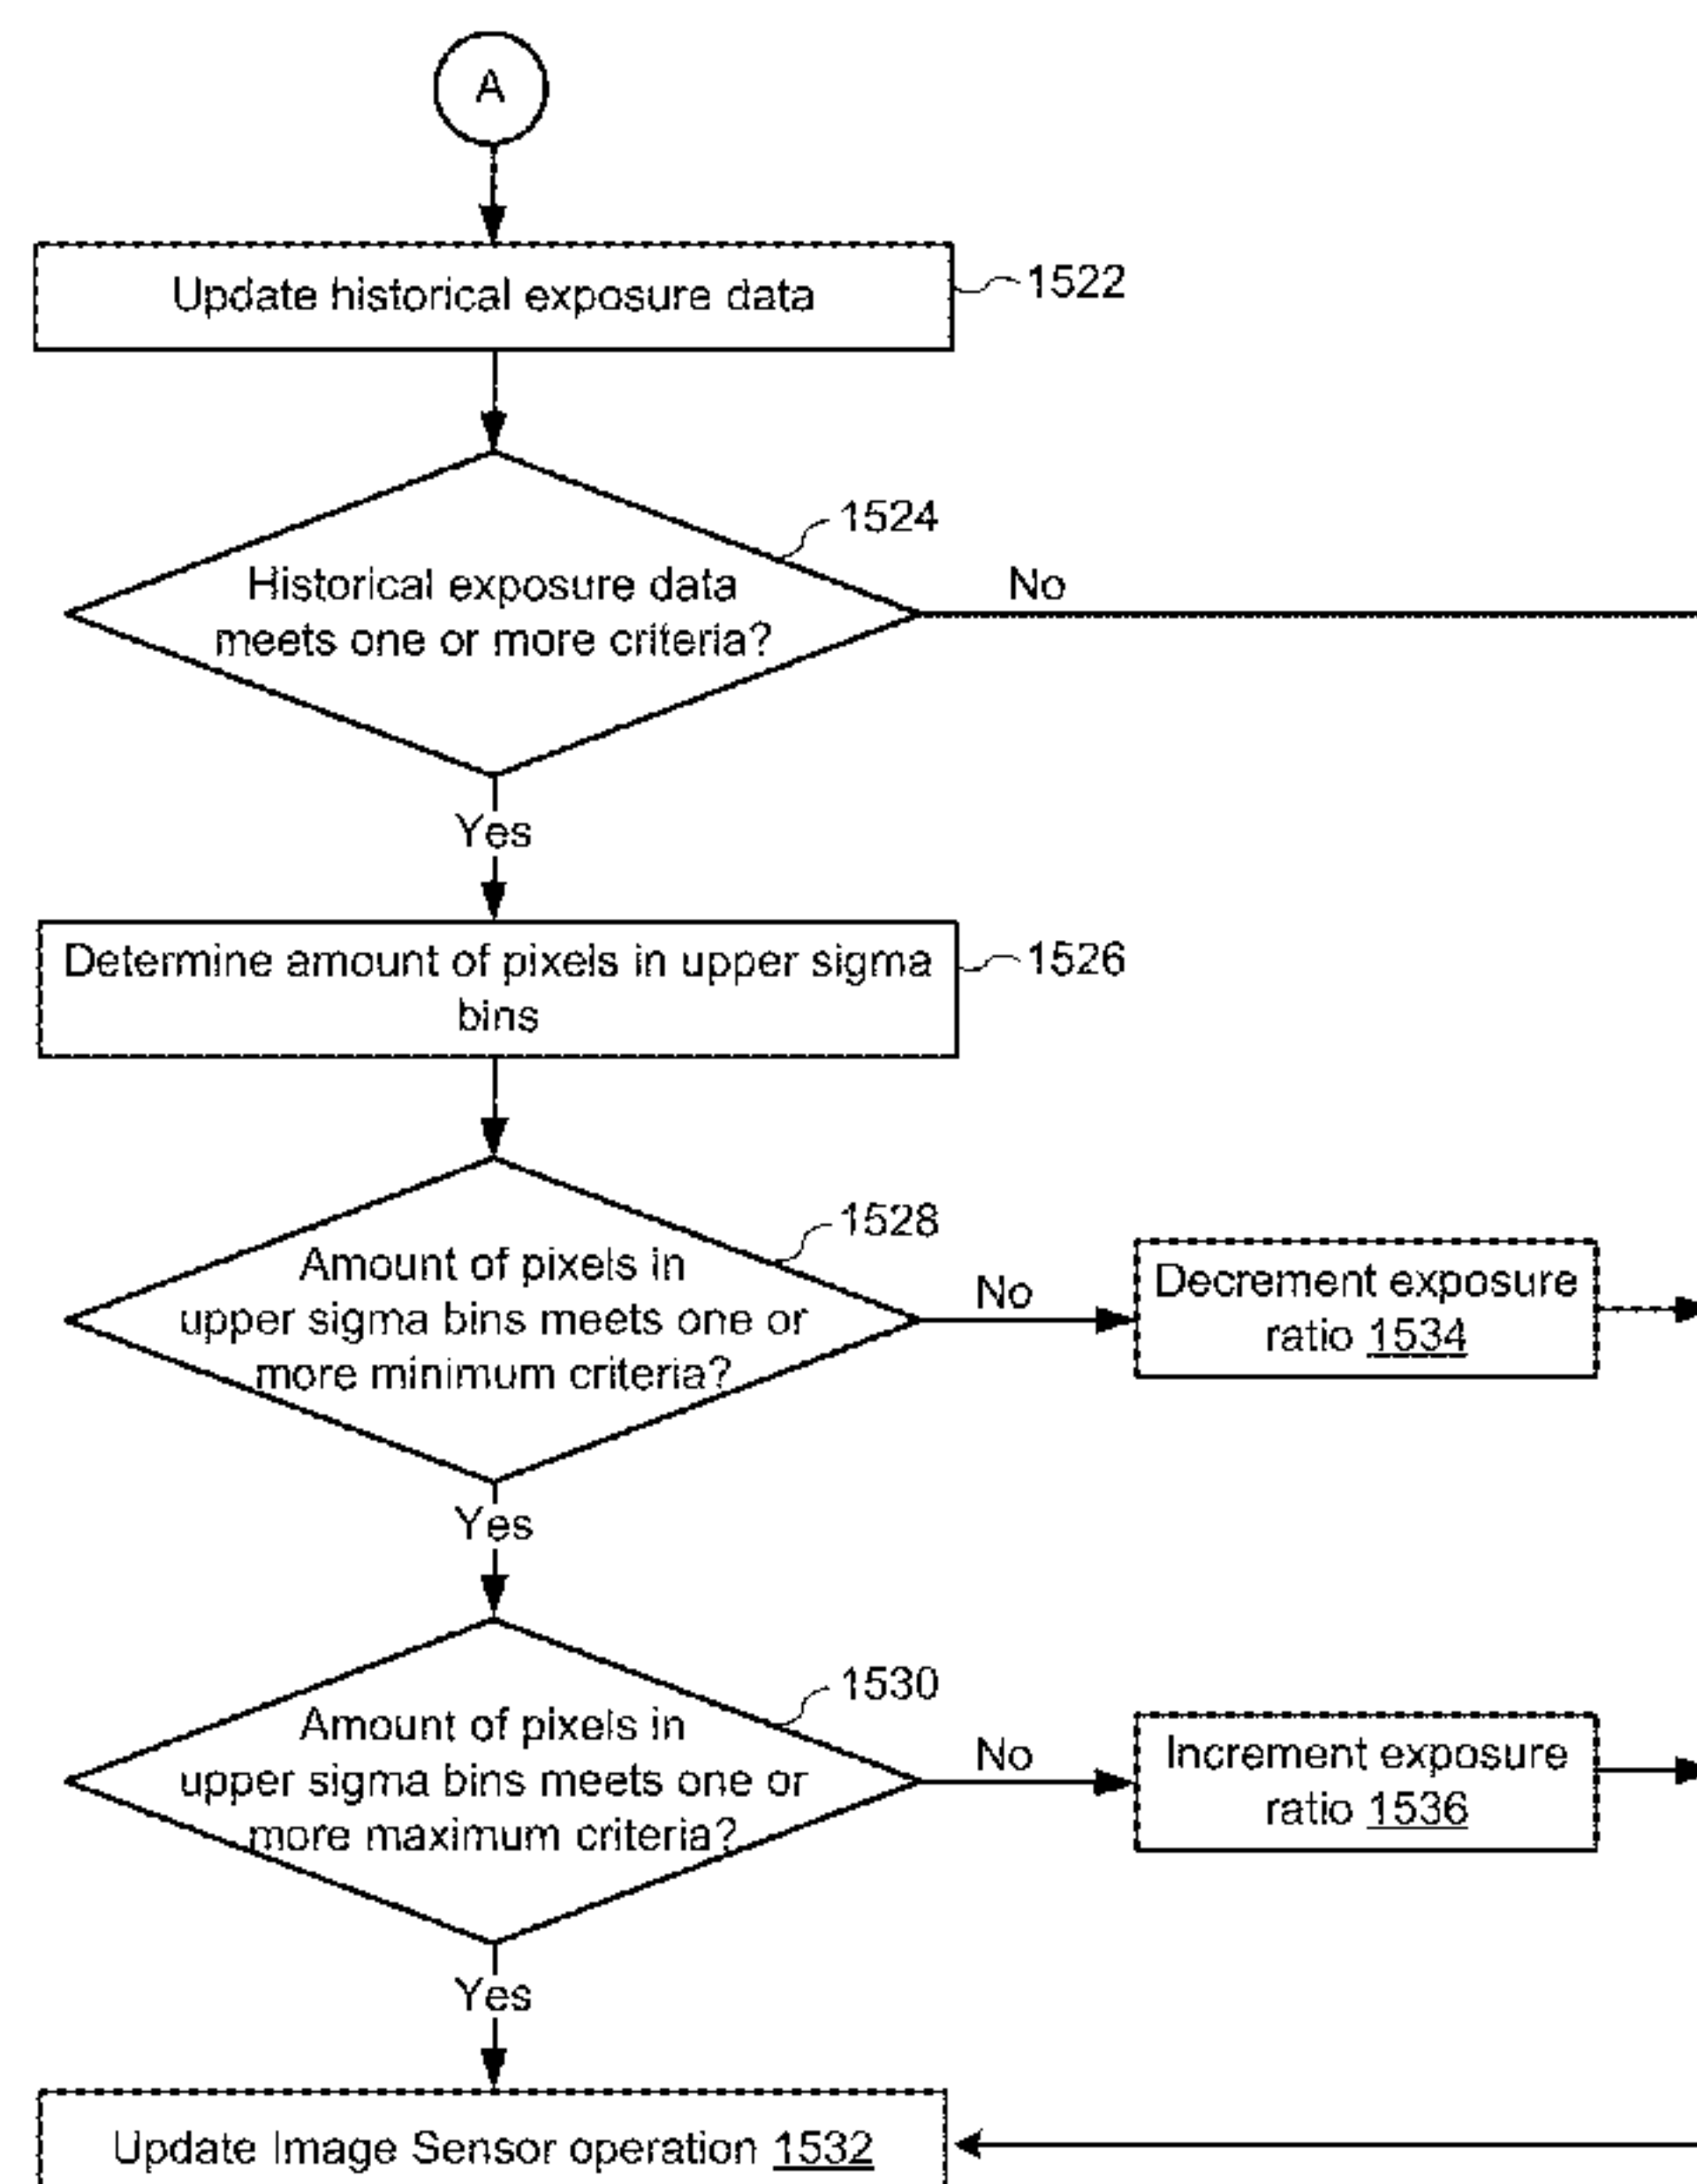 A
Update historical exposure data
1522
1524
Historical exposure data
meets one or more criteria?
No
Yes
Determine amount of pixels in upper sigma
bins
1526
1528
Amount of pixels in
upper sigma bins meets one or
more minimum criteria?
No
Decrement exposure
ratio 1534
Yes
1530
Amount of pixels in
upper sigma bins meets one or
more maximum criteria?
No
Increment exposure
ratio 1536
Yes
Update Image Sensor operation 1532